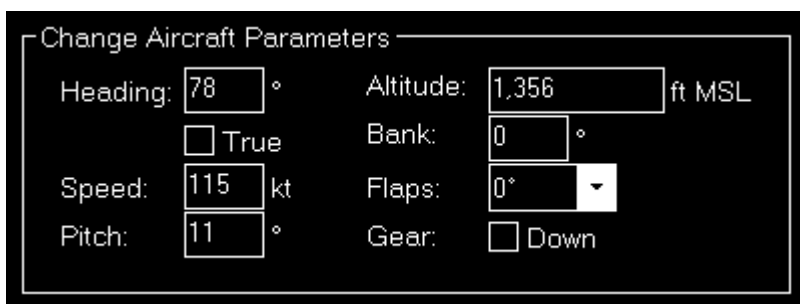 Change Aircraft Parameters
Heading: 78 ° Altitude: 1,356 ft MSL
True Bank: 0 °
Speed: 115 kt Flaps: 0°
Pitch: 11 ° Gear: Down